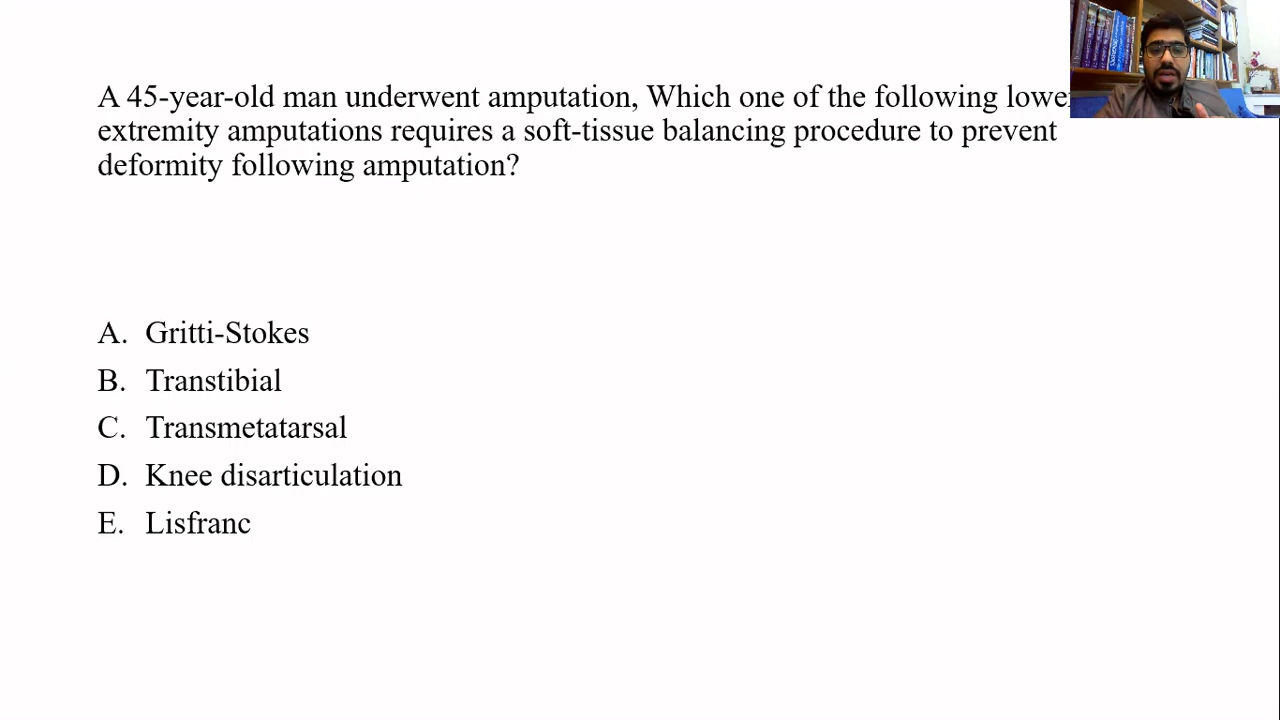 A 45-year-old man underwent amputation, Which one of the following lowe
extremity amputations requires a soft-tissue balancing procedure to prevent
deformity following amputation?
A. Gritti-Stokes
B. Transtibial
C. Transmetatarsal
D. Knee disarticulation
E. Lisfranc